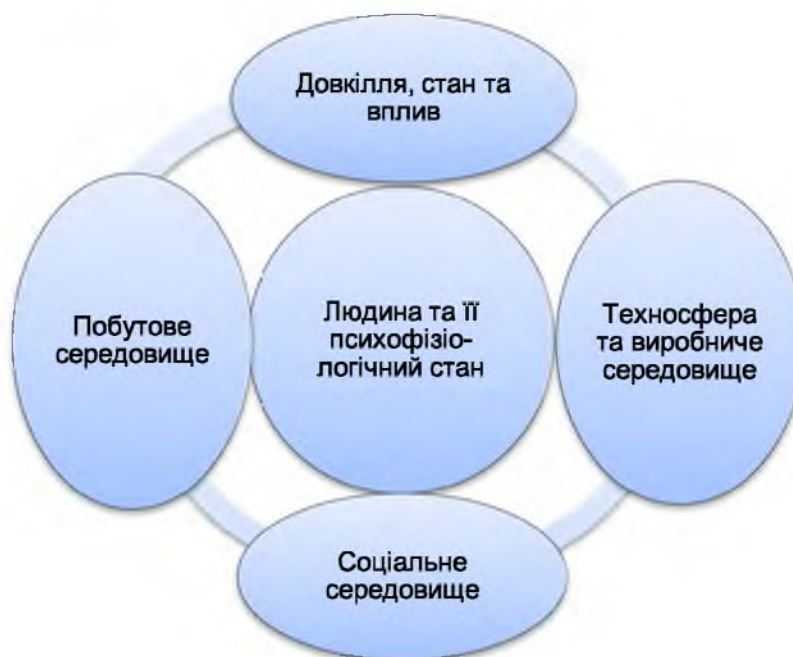 Довкілля, стан та
вплив
Побутове
середовище
Людина та її
психофізіо-
логічний стан
Техносфера
та виробниче
середовище
Соціальне
середовище